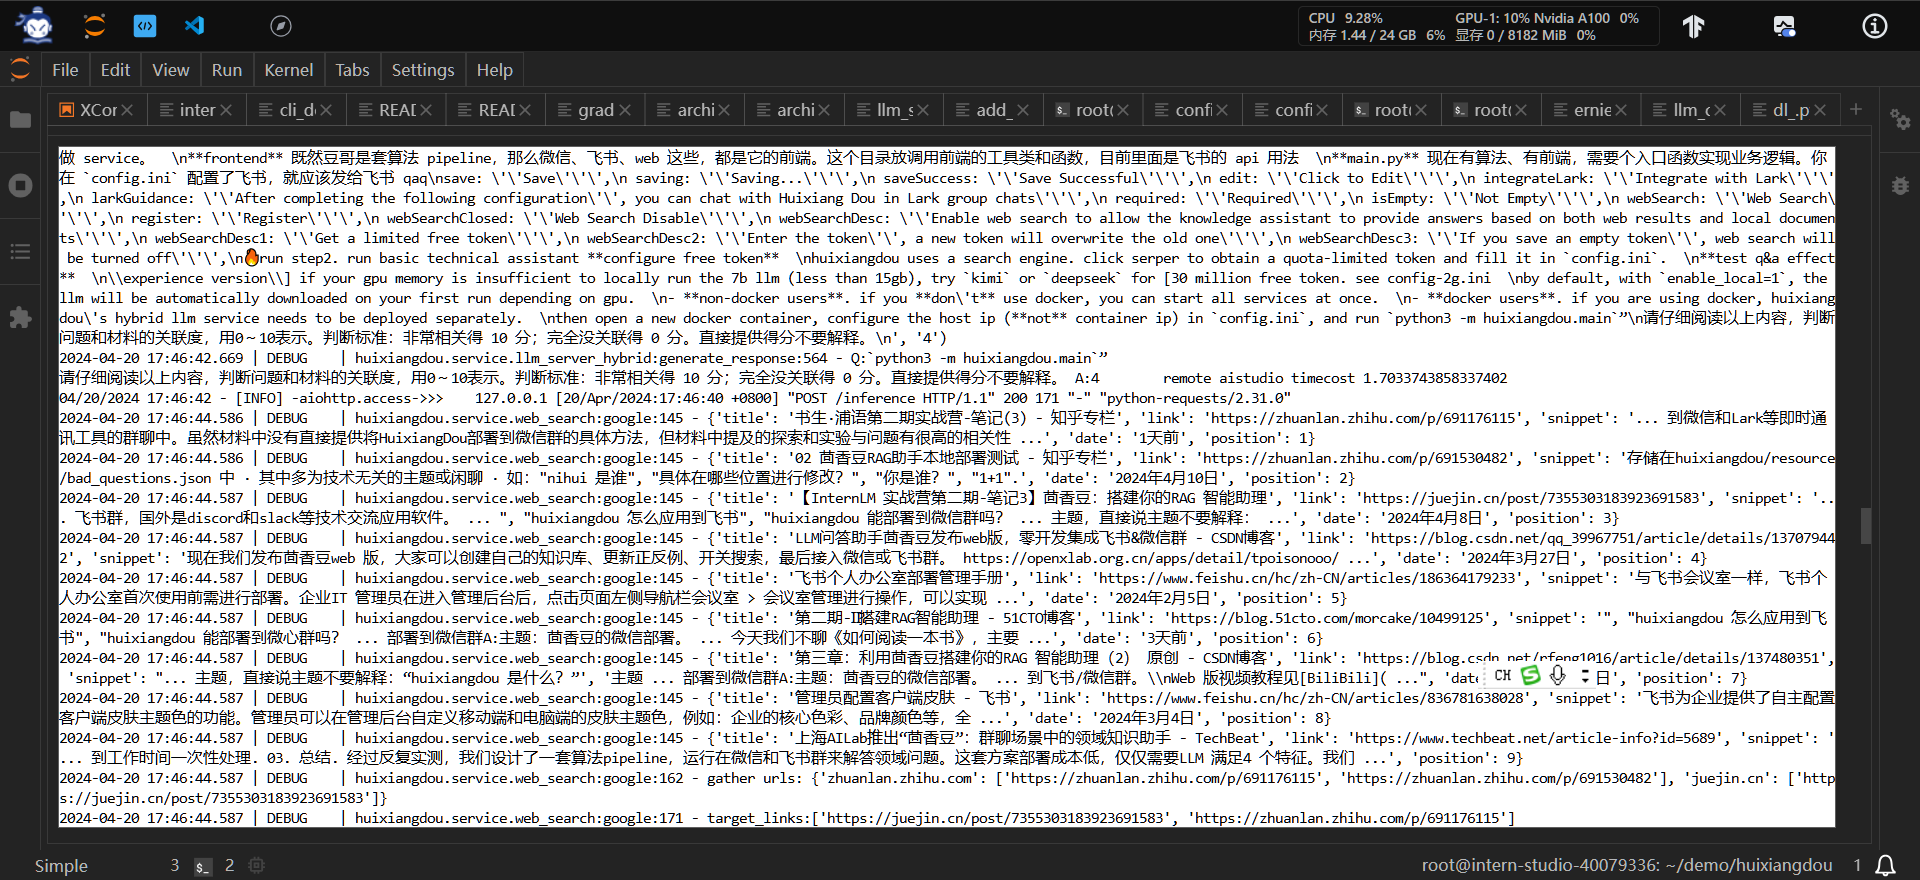 CPU 9.28% GPU-1: 10% Nvidia A100 0%
内存 1.44 / 24 GB 6% 显存 0 / 8182 MiB 0%
File Edit View Run Kernel Tabs Settings Help
XCor inter cli_d READ READ grad archi archi llm_s add_ root( confi confi root( root( ernie llm_c dl_.p
做 service。  \n**frontend** 既然豆哥是套算法 pipeline，那么微信、飞书、web 这些，都是它的前端。这个目录放调用前端的工具类和函数，目前里面是飞书的 api 用法  \n**main.py** 现在有算法、有前端，需要个入口函数实现业务逻辑。你
在 `config.ini` 配置了飞书，就应该发给飞书 qaq\nsave: \'\'Save\'\'\',\n saving: \'\'Saving...\'\'\',\n saveSuccess: \'\'Save Successful\'\'\',\n edit: \'\'Click to Edit\'\'\',\n integrateLark: \'\'Integrate with Lark\'\'\'
,\n larkGuidance: \'\'After completing the following configuration\'\', you can chat with Huixiang Dou in Lark group chats\'\'\',\n required: \'\'Required\'\'\',\n isEmpty: \'\'Not Empty\'\'\',\n webSearch: \'\'Web Search\
'\'\',\n register: \'\'Register\'\'\',\n webSearchClosed: \'\'Web Search Disable\'\'\',\n webSearchDesc: \'\'Enable web search to allow the knowledge assistant to provide answers based on both web results and local documen
ts\'\'\',\n webSearchDesc1: \'\'Get a limited free token\'\'\',\n webSearchDesc2: \'\'Enter the token\'\', a new token will overwrite the old one\'\'\',\n webSearchDesc3: \'\'If you save an empty token\'\', web search will
be turned off\'\'\',\n🔥run step2. run basic technical assistant **configure free token**  \nhuixiangdou uses a search engine. click serper to obtain a quota-limited token and fill it in `config.ini`.  \n**test q&a effect
**  \n\\experience version\\] if your gpu memory is insufficient to locally run the 7b llm (less than 15gb), try `kimi` or `deepseek` for [30 million free token. see config-2g.ini  \nby default, with `enable_local=1`, the
llm will be automatically downloaded on your first run depending on gpu.  \n- **non-docker users**. if you **don\'t** use docker, you can start all services at once.  \n- **docker users**. if you are using docker, huixiang
dou\'s hybrid llm service needs to be deployed separately.  \nthen open a new docker container, configure the host ip (**not** container ip) in `config.ini`, and run `python3 -m huixiangdou.main`”\n请仔细阅读以上内容，判断
问题和材料的关联度，用0～10表示。判断标准：非常相关得 10 分；完全没关联得 0 分。直接提供得分不要解释。\n', '4')
2024-04-20 17:46:42.669 | DEBUG    | huixiangdou.service.llm_server_hybrid:generate_response:564 - Q:`python3 -m huixiangdou.main`”
请仔细阅读以上内容，判断问题和材料的关联度，用0～10表示。判断标准：非常相关得 10 分；完全没关联得 0 分。直接提供得分不要解释。 A:4        remote aistudio timecost 1.7033743858337402
04/20/2024 17:46:42 - [INFO] -aiohttp.access->>>    127.0.0.1 [20/Apr/2024:17:46:40 +0800] "POST /inference HTTP/1.1" 200 171 "-" "python-requests/2.31.0"
2024-04-20 17:46:44.586 | DEBUG    | huixiangdou.service.web_search:google:145 - {'title': '书生·浦语第二期实战营-笔记(3) - 知乎专栏', 'link': 'https://zhuanlan.zhihu.com/p/691176115', 'snippet': '... 到微信和Lark等即时通
讯工具的群聊中。虽然材料中没有直接提供将HuixiangDou部署到微信群的具体方法，但材料中提及的探索和实验与问题有很高的相关性 ...', 'date': '1天前', 'position': 1}
2024-04-20 17:46:44.586 | DEBUG    | huixiangdou.service.web_search:google:145 - {'title': '02 茴香豆RAG助手本地部署测试 - 知乎专栏', 'link': 'https://zhuanlan.zhihu.com/p/691530482', 'snippet': '存储在huixiangdou/resource
/bad_questions.json 中 · 其中多为技术无关的主题或闲聊 · 如："nihui 是谁", "具体在哪些位置进行修改？", "你是谁？", "1+1".', 'date': '2024年4月10日', 'position': 2}
2024-04-20 17:46:44.587 | DEBUG    | huixiangdou.service.web_search:google:145 - {'title': '【InternLM 实战营第二期-笔记3】茴香豆：搭建你的RAG 智能助理', 'link': 'https://juejin.cn/post/7355303183923691583', 'snippet': '..
. 飞书群，国外是discord和slack等技术交流应用软件。 ... ", "huixiangdou 怎么应用到飞书", "huixiangdou 能部署到微信群吗？ ... 主题，直接说主题不要解释： ...', 'date': '2024年4月8日', 'position': 3}
2024-04-20 17:46:44.587 | DEBUG    | huixiangdou.service.web_search:google:145 - {'title': 'LLM问答助手茴香豆发布web版，零开发集成飞书&微信群 - CSDN博客', 'link': 'https://blog.csdn.net/qq_39967751/article/details/13707944
2', 'snippet': '现在我们发布茴香豆web 版，大家可以创建自己的知识库、更新正反例、开关搜索，最后接入微信或飞书群。 https://openxlab.org.cn/apps/detail/tpoisonooo/ ...', 'date': '2024年3月27日', 'position': 4}
2024-04-20 17:46:44.587 | DEBUG    | huixiangdou.service.web_search:google:145 - {'title': '飞书个人办公室部署管理手册', 'link': 'https://www.feishu.cn/hc/zh-CN/articles/186364179233', 'snippet': '与飞书会议室一样，飞书个
人办公室首次使用前需进行部署。企业IT 管理员在进入管理后台后，点击页面左侧导航栏会议室 > 会议室管理进行操作，可以实现 ...', 'date': '2024年2月5日', 'position': 5}
2024-04-20 17:46:44.587 | DEBUG    | huixiangdou.service.web_search:google:145 - {'title': '第二期-Ⅲ搭建RAG智能助理 - 51CTO博客', 'link': 'https://blog.51cto.com/morcake/10499125', 'snippet': '", "huixiangdou 怎么应用到飞
书", "huixiangdou 能部署到微心群吗？ ... 部署到微信群A:主题：茴香豆的微信部署。 ... 今天我们不聊《如何阅读一本书》，主要 ...', 'date': '3天前', 'position': 6}
2024-04-20 17:46:44.587 | DEBUG    | huixiangdou.service.web_search:google:145 - {'title': '第三章：利用茴香豆搭建你的RAG 智能助理（2） 原创 - CSDN博客', 'link': 'https://blog.csdn.net/rfeng1016/article/details/137480351',
'snippet': "... 主题，直接说主题不要解释：“huixiangdou 是什么？”', '主题 ... 部署到微信群A:主题：茴香豆的微信部署。 ... 到飞书/微信群。\\nWeb 版视频教程见[BiliBili]( ...", 'date CH 日', 'position': 7}
2024-04-20 17:46:44.587 | DEBUG    | huixiangdou.service.web_search:google:145 - {'title': '管理员配置客户端皮肤 - 飞书', 'link': 'https://www.feishu.cn/hc/zh-CN/articles/836781638028', 'snippet': '飞书为企业提供了自主配置
客户端皮肤主题色的功能。管理员可以在管理后台自定义移动端和电脑端的皮肤主题色，例如：企业的核心色彩、品牌颜色等，全 ...', 'date': '2024年3月4日', 'position': 8}
2024-04-20 17:46:44.587 | DEBUG    | huixiangdou.service.web_search:google:145 - {'title': '上海AILab推出“茴香豆”：群聊场景中的领域知识助手 - TechBeat', 'link': 'https://www.techbeat.net/article-info?id=5689', 'snippet': '
... 到工作时间一次性处理. 03. 总结. 经过反复实测，我们设计了一套算法pipeline，运行在微信和飞书群来解答领域问题。这套方案部署成本低，仅仅需要LLM 满足4 个特征。我们 ...', 'position': 9}
2024-04-20 17:46:44.587 | DEBUG    | huixiangdou.service.web_search:google:162 - gather urls: {'zhuanlan.zhihu.com': ['https://zhuanlan.zhihu.com/p/691176115', 'https://zhuanlan.zhihu.com/p/691530482'], 'juejin.cn': ['http
s://juejin.cn/post/7355303183923691583']}
2024-04-20 17:46:44.587 | DEBUG    | huixiangdou.service.web_search:google:171 - target_links:['https://juejin.cn/post/7355303183923691583', 'https://zhuanlan.zhihu.com/p/691176115']
Simple 3 2 root@intern-studio-40079336: ~/demo/huixiangdou 1